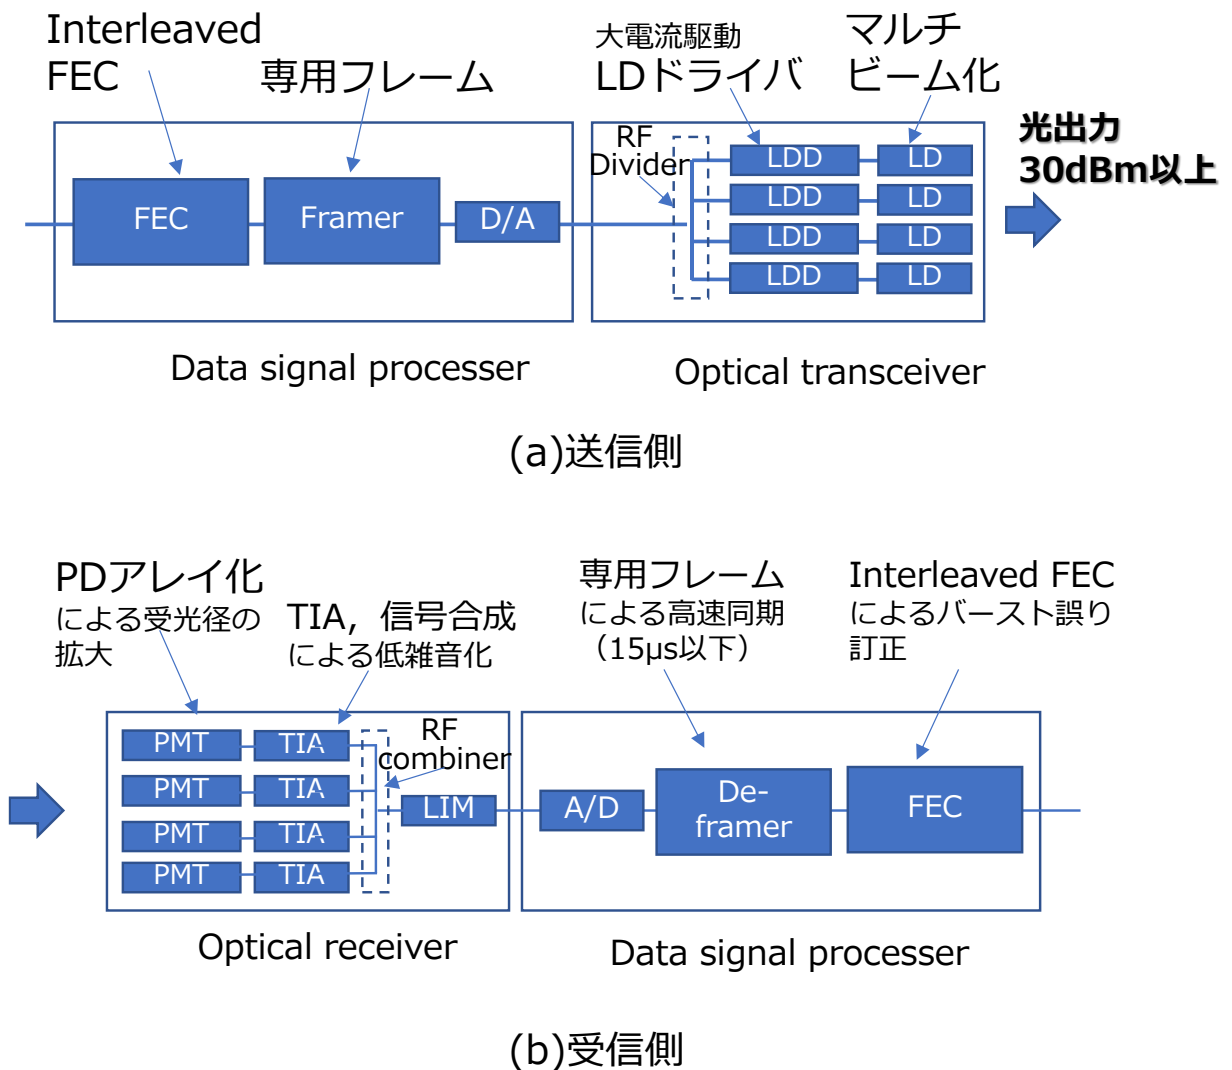 Interleaved
FEC
専用フレーム
大電流駆動
LDドライバ
マルチ
ビーム化
光出力
30dBm以上
RF
Divider
FEC
Framer
D/A
LDD
LD
LDD
LD
LDD
LD
LDD
LD
Data signal processer
Optical transceiver
(a)送信側
PDアレイ化
による受光径の
拡大
TIA，信号合成
による低雑音化
専用フレーム
による高速同期
（15μs以下）
Interleaved FEC
によるバースト誤り
訂正
RF
combiner
PMT
TIA
PMT
TIA
PMT
TIA
PMT
TIA
LIM
A/D
De-
framer
FEC
Optical receiver
Data signal processer
(b)受信側